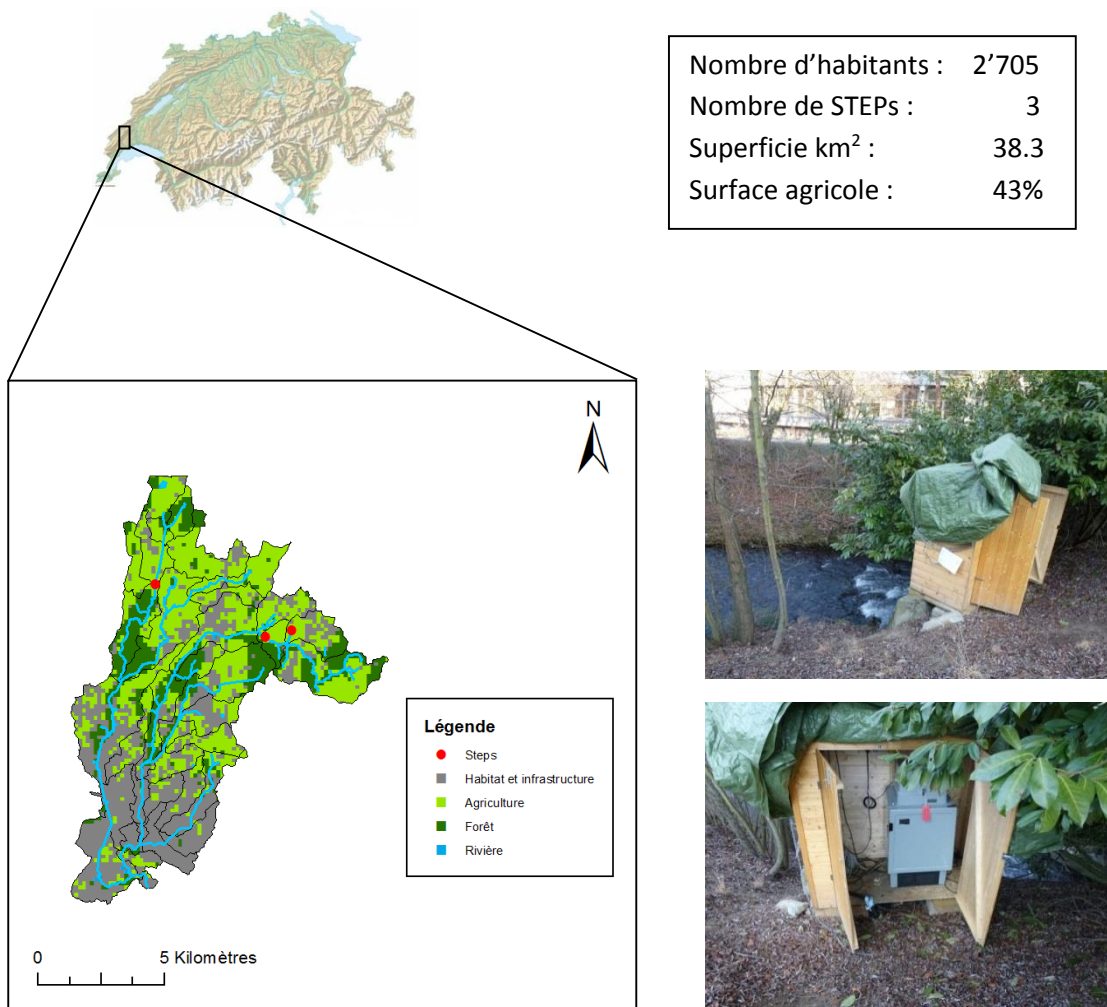 Nombre d'habitants : 2'705
Nombre de STEPs : 3
Superficie km² : 38.3
Surface agricole : 43%
N
Légende
Steps
Habitat et infrastructure
Agriculture
Forêt
Rivière
0 5 Kilomètres